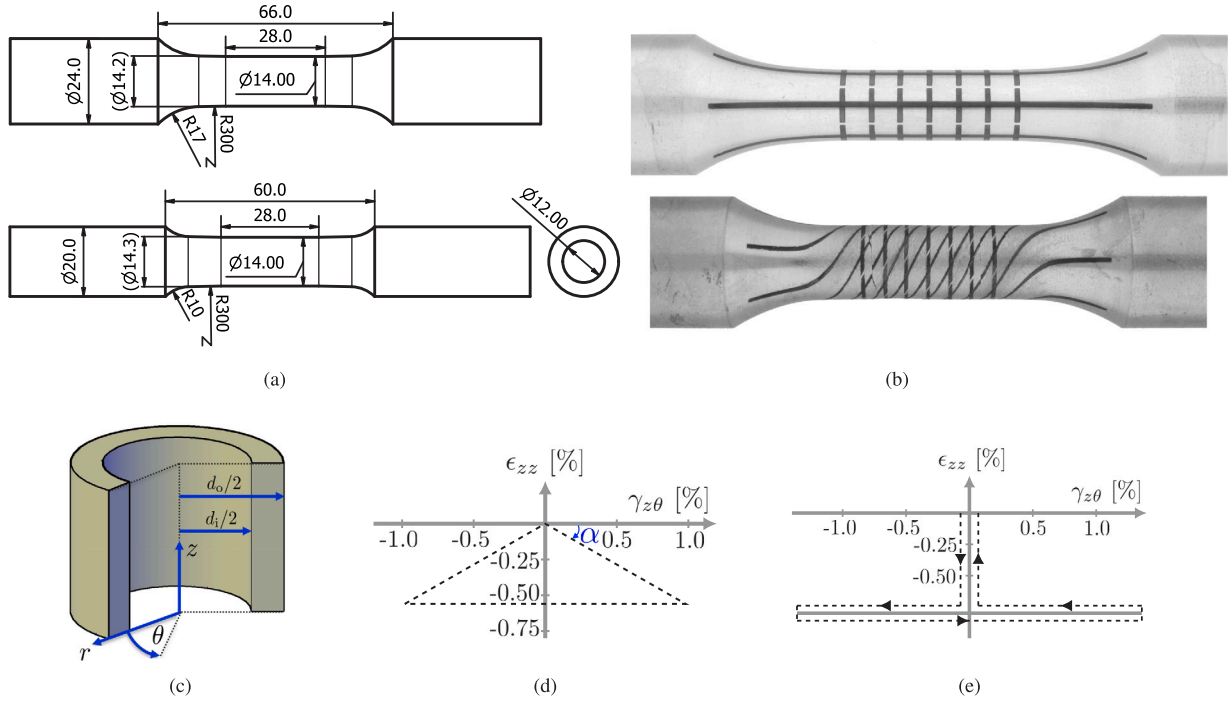 66.0
28.0
Ø24.0
(Ø14.2)
Ø14.00
R17
R300
60.0
28.0
Ø12.00
Ø20.0
(Ø14.3)
Ø14.00
R10
R300
(a)
(b)
d_o/2
d_i/2
z
θ
r
(c)
ϵ_zz [%]
γ_zθ [%]
-1.0 -0.5 α 0.5 1.0
-0.25
-0.50
-0.75
(d)
ϵ_zz [%]
γ_zθ [%]
-1.0 -0.5 0.5 1.0
-0.25
-0.50
(e)